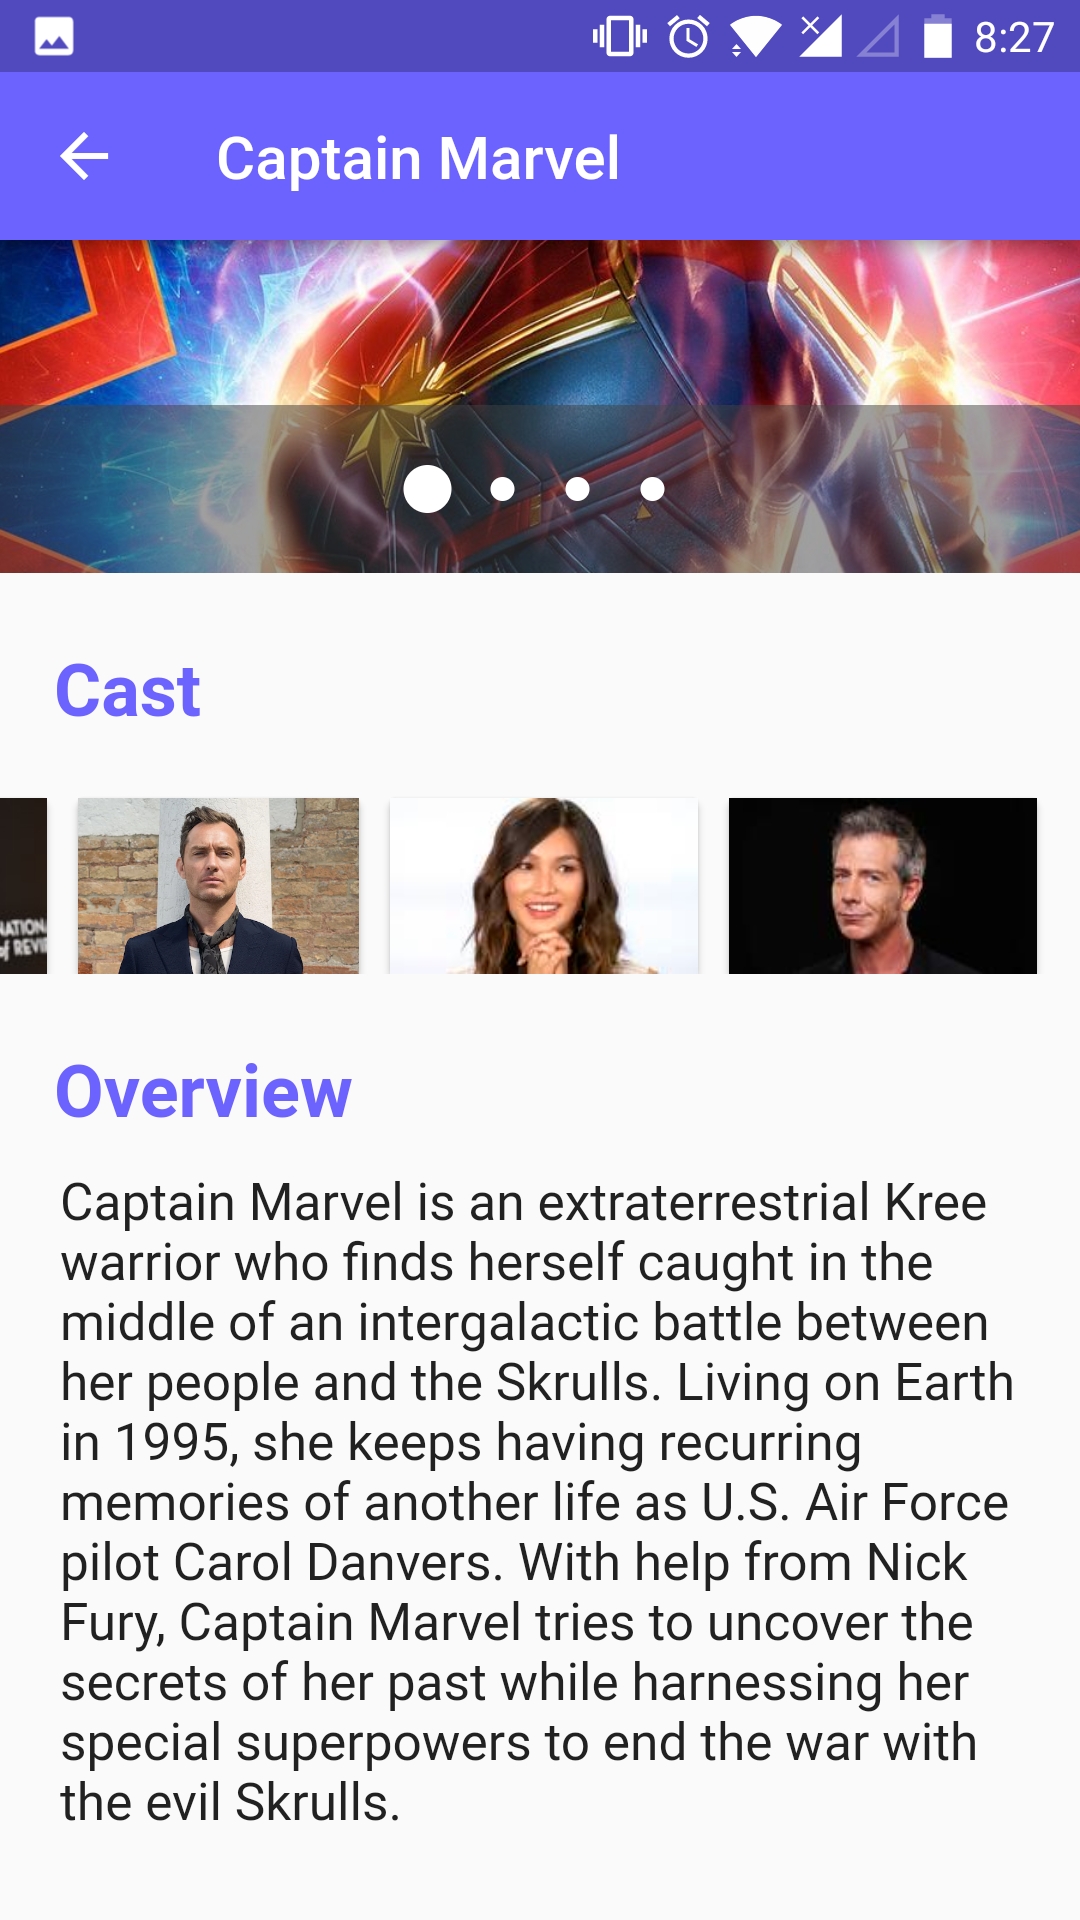 8:27
Captain Marvel
Cast
NATION
of REVI
Overview
Captain Marvel is an extraterrestrial Kree
warrior who finds herself caught in the
middle of an intergalactic battle between
her people and the Skrulls. Living on Earth
in 1995, she keeps having recurring
memories of another life as U.S. Air Force
pilot Carol Danvers. With help from Nick
Fury, Captain Marvel tries to uncover the
secrets of her past while harnessing her
special superpowers to end the war with
the evil Skrulls.